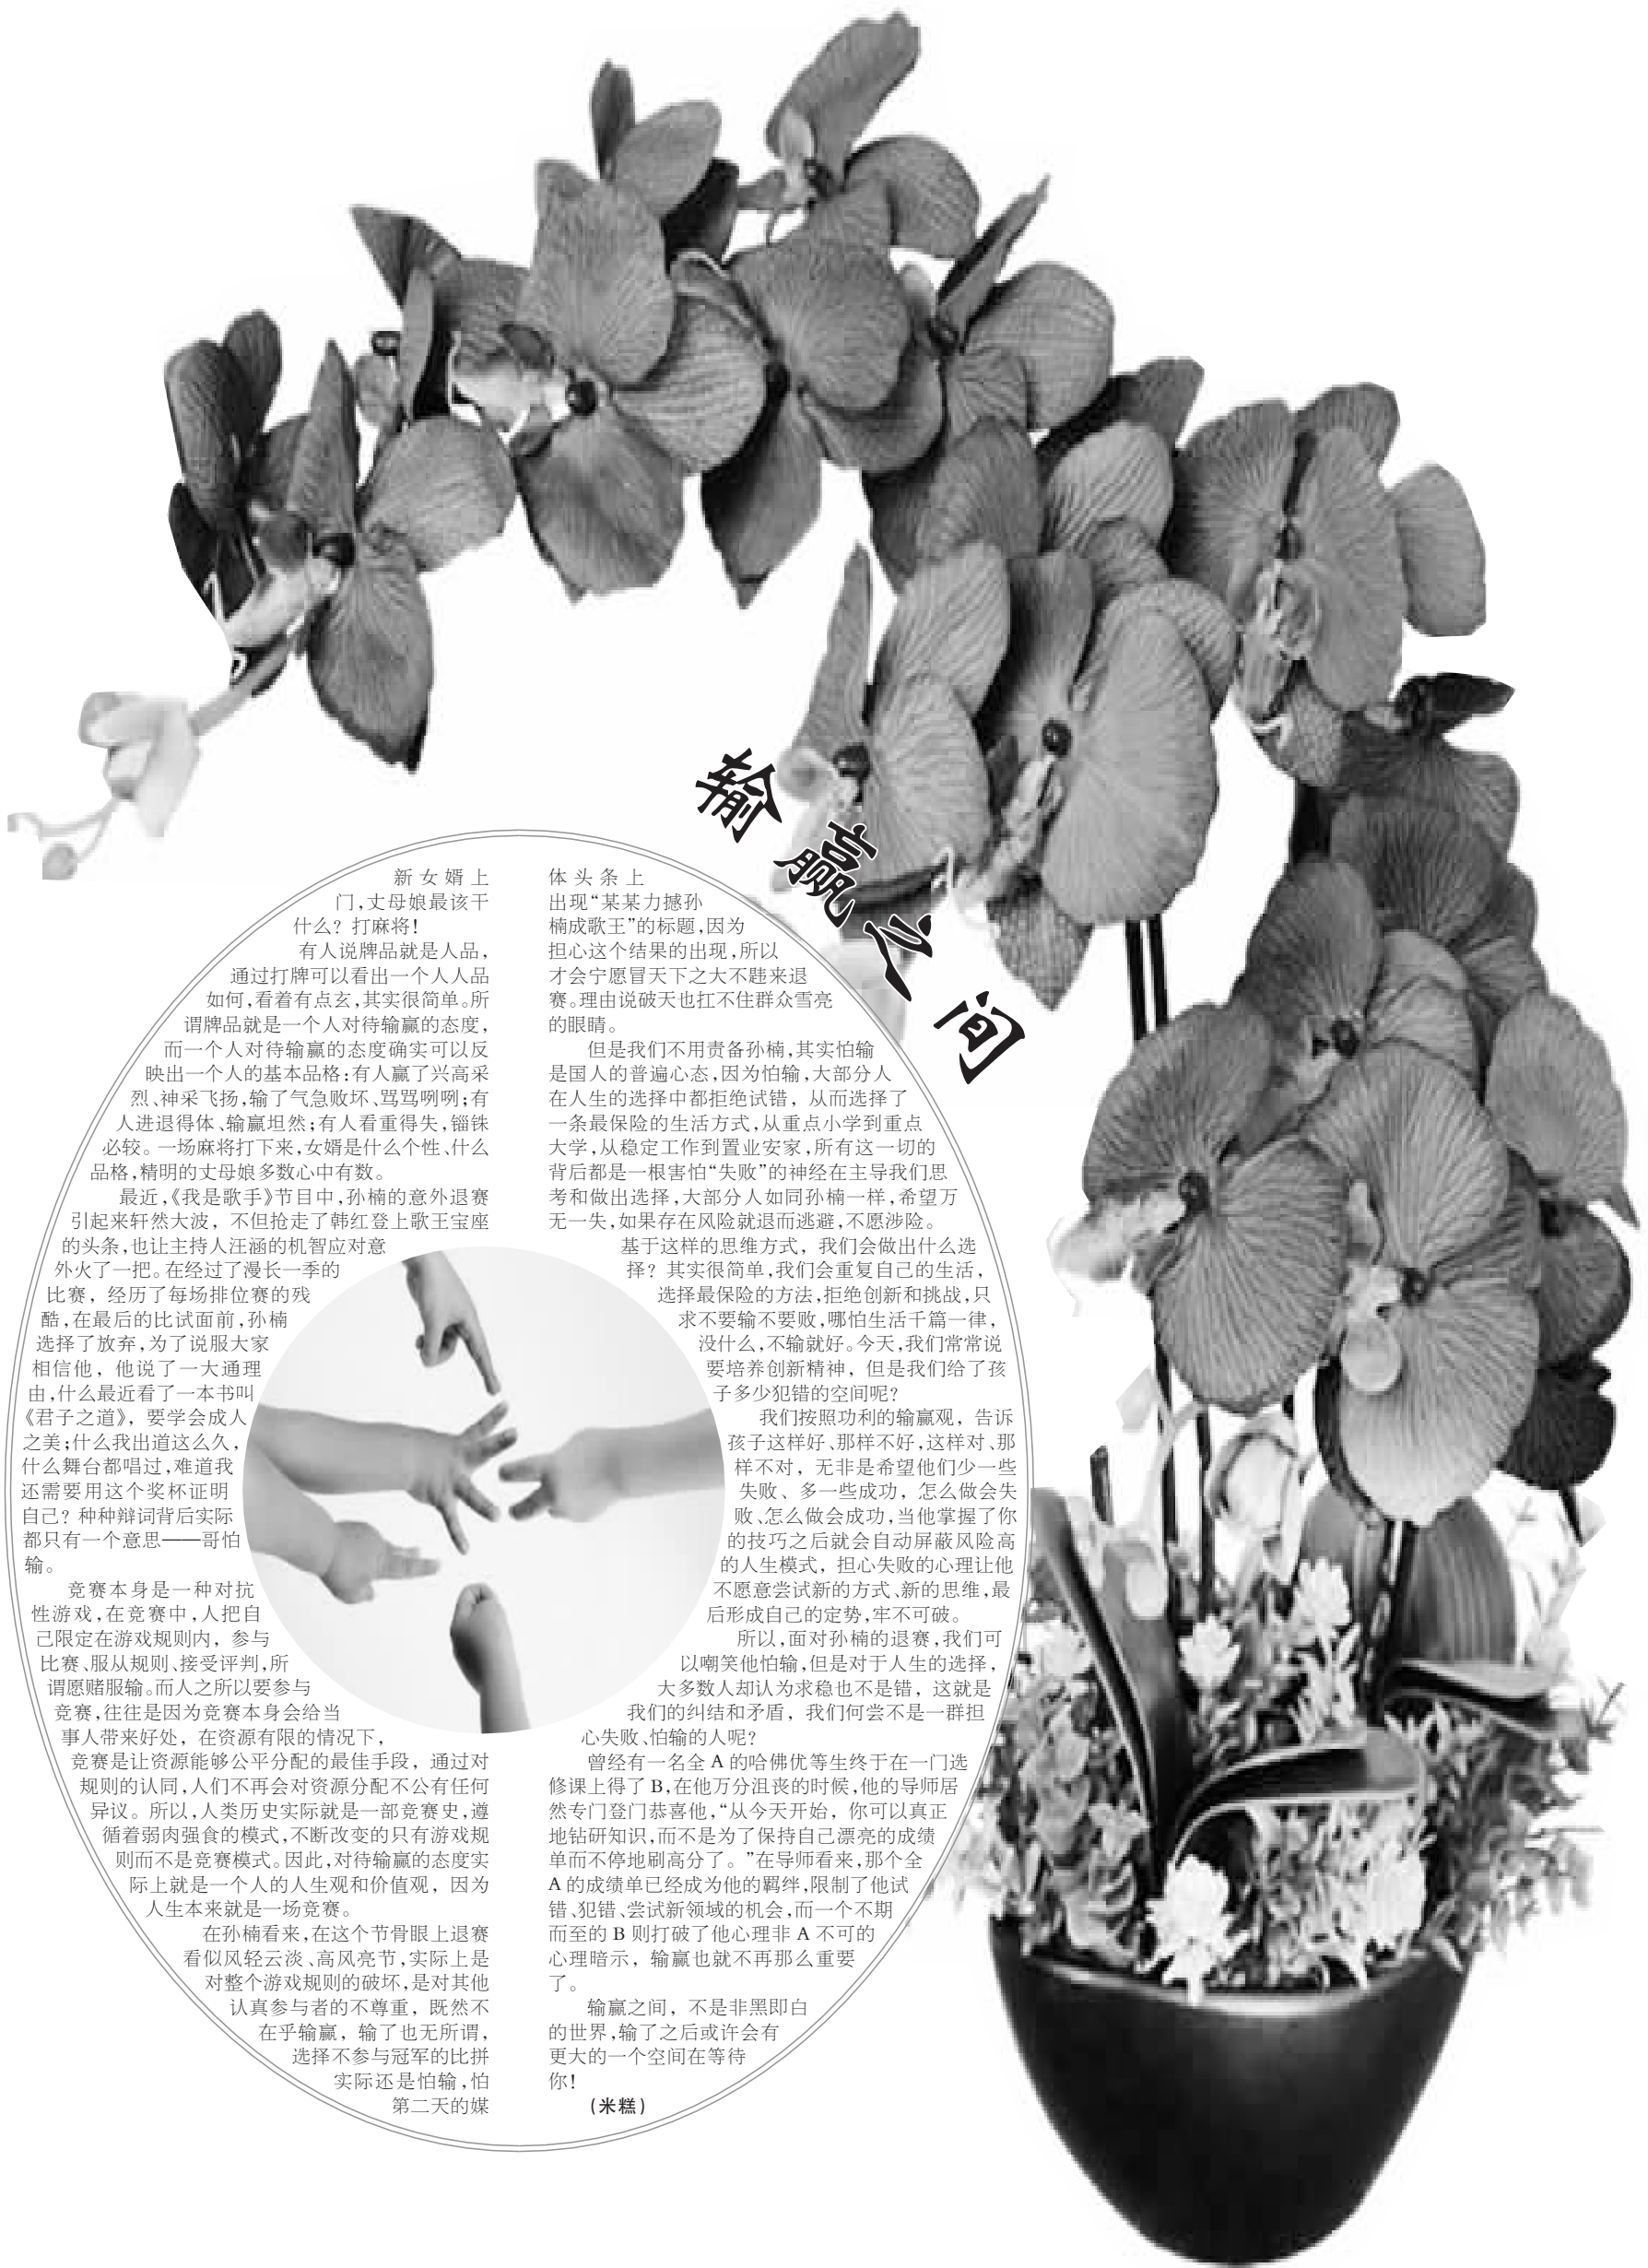 输赢之间
新女婿上
门,丈母娘最该干
什么？打麻将！
有人说牌品就是人品,
通过打牌可以看出一个人人品
如何,看着有点玄,其实很简单。所
谓牌品就是一个人对待输赢的态度,
而一个人对待输赢的态度确实可以反
映出一个人的基本品格：有人赢了兴高采
烈、神采飞扬,输了气急败坏、骂骂咧咧；有
人进退得体、输赢坦然；有人看重得失,锱铢
必较。一场麻将打下来,女婿是什么个性、什么
品格,精明的丈母娘多数心中有数。
最近,《我是歌手》节目中,孙楠的意外退赛
引起来轩然大波，不但抢走了韩红登上歌王宝座
的头条,也让主持人汪涵的机智应对意
外火了一把。在经过了漫长一季的
比赛，经历了每场排位赛的残
酷,在最后的比试面前,孙楠
选择了放弃,为了说服大家
相信他，他说了一大通理
由,什么最近看了一本书叫
《君子之道》，要学会成人
之美；什么我出道这么久,
什么舞台都唱过,难道我
还需要用这个奖杯证明
自己？种种辩词背后实际
都只有一个意思——哥怕
输。
竞赛本身是一种对抗
性游戏,在竞赛中,人把自
己限定在游戏规则内，参与
比赛、服从规则、接受评判,所
谓愿赌服输。而人之所以要参与
竞赛,往往是因为竞赛本身会给当
事人带来好处，在资源有限的情况下,
竞赛是让资源能够公平分配的最佳手段，通过对
规则的认同,人们不再会对资源分配不公有任何
异议。所以,人类历史实际就是一部竞赛史,遵
循着弱肉强食的模式,不断改变的只有游戏规
则而不是竞赛模式。因此,对待输赢的态度实
际上就是一个人的人生观和价值观，因为
人生本来就是一场竞赛。
在孙楠看来,在这个节骨眼上退赛
看似风轻云淡、高风亮节,实际上是
对整个游戏规则的破坏,是对其他
认真参与者的不尊重，既然不
在乎输赢，输了也无所谓,
选择不参与冠军的比拼
实际还是怕输,怕
第二天的媒
体头条上
出现“某某力撼孙
楠成歌王”的标题,因为
担心这个结果的出现,所以
才会宁愿冒天下之大不韪来退
赛。理由说破天也扛不住群众雪亮
的眼睛。
但是我们不用责备孙楠,其实怕输
是国人的普遍心态,因为怕输,大部分人
在人生的选择中都拒绝试错，从而选择了
一条最保险的生活方式,从重点小学到重点
大学,从稳定工作到置业安家,所有这一切的
背后都是一根害怕“失败”的神经在主导我们思
考和做出选择,大部分人如同孙楠一样,希望万
无一失,如果存在风险就退而逃避,不愿涉险。
基于这样的思维方式，我们会做出什么选
择？其实很简单,我们会重复自己的生活,
选择最保险的方法,拒绝创新和挑战,只
求不要输不要败,哪怕生活千篇一律,
没什么,不输就好。今天,我们常常说
要培养创新精神，但是我们给了孩
子多少犯错的空间呢？
我们按照功利的输赢观，告诉
孩子这样好、那样不好,这样对、那
样不对，无非是希望他们少一些
失败、多一些成功，怎么做会失
败、怎么做会成功,当他掌握了你
的技巧之后就会自动屏蔽风险高
的人生模式，担心失败的心理让他
不愿意尝试新的方式、新的思维,最
后形成自己的定势,牢不可破。
所以,面对孙楠的退赛,我们可
以嘲笑他怕输,但是对于人生的选择,
大多数人却认为求稳也不是错，这就是
我们的纠结和矛盾，我们何尝不是一群担
心失败、怕输的人呢？
曾经有一名全 A 的哈佛优等生终于在一门选
修课上得了 B,在他万分沮丧的时候,他的导师居
然专门登门恭喜他,“从今天开始，你可以真正
地钻研知识,而不是为了保持自己漂亮的成绩
单而不停地刷高分了。”在导师看来,那个全
A 的成绩单已经成为他的羁绊,限制了他试
错、犯错、尝试新领域的机会,而一个不期
而至的 B 则打破了他心理非 A 不可的
心理暗示，输赢也就不再那么重要
了。
输赢之间，不是非黑即白
的世界,输了之后或许会有
更大的一个空间在等待
你！
(米糕)